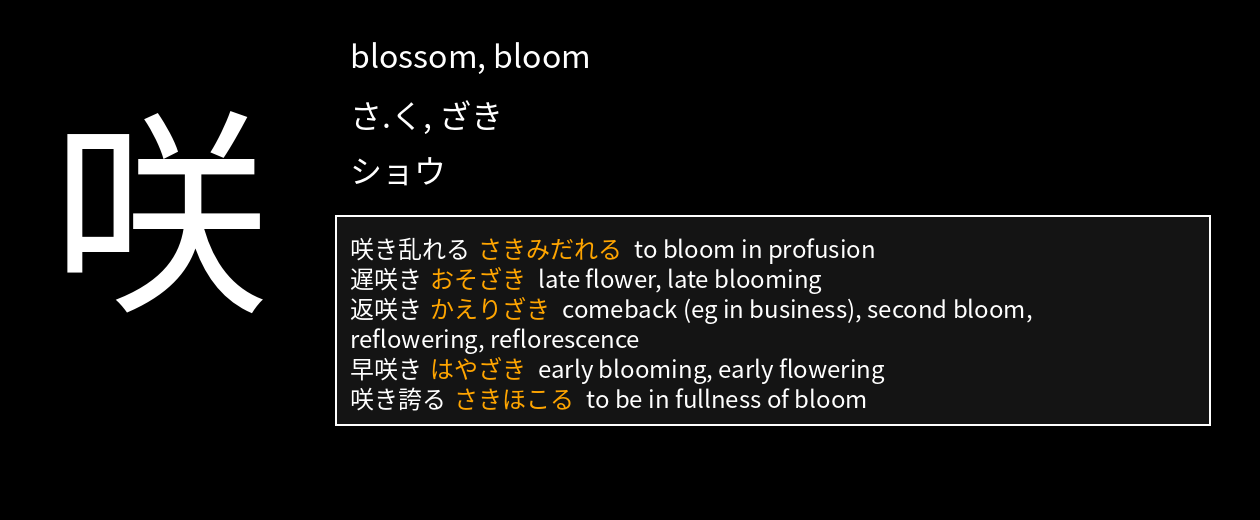 咲
blossom, bloom
さ.く, ざき
ショウ
咲き乱れる さきみだれる to bloom in profusion
遅咲き おそざき late flower, late blooming
返咲き かえりざき comeback (eg in business), second bloom,
reflowering, reflorescence
早咲き はやざき early blooming, early flowering
咲き誇る さきほこる to be in fullness of bloom